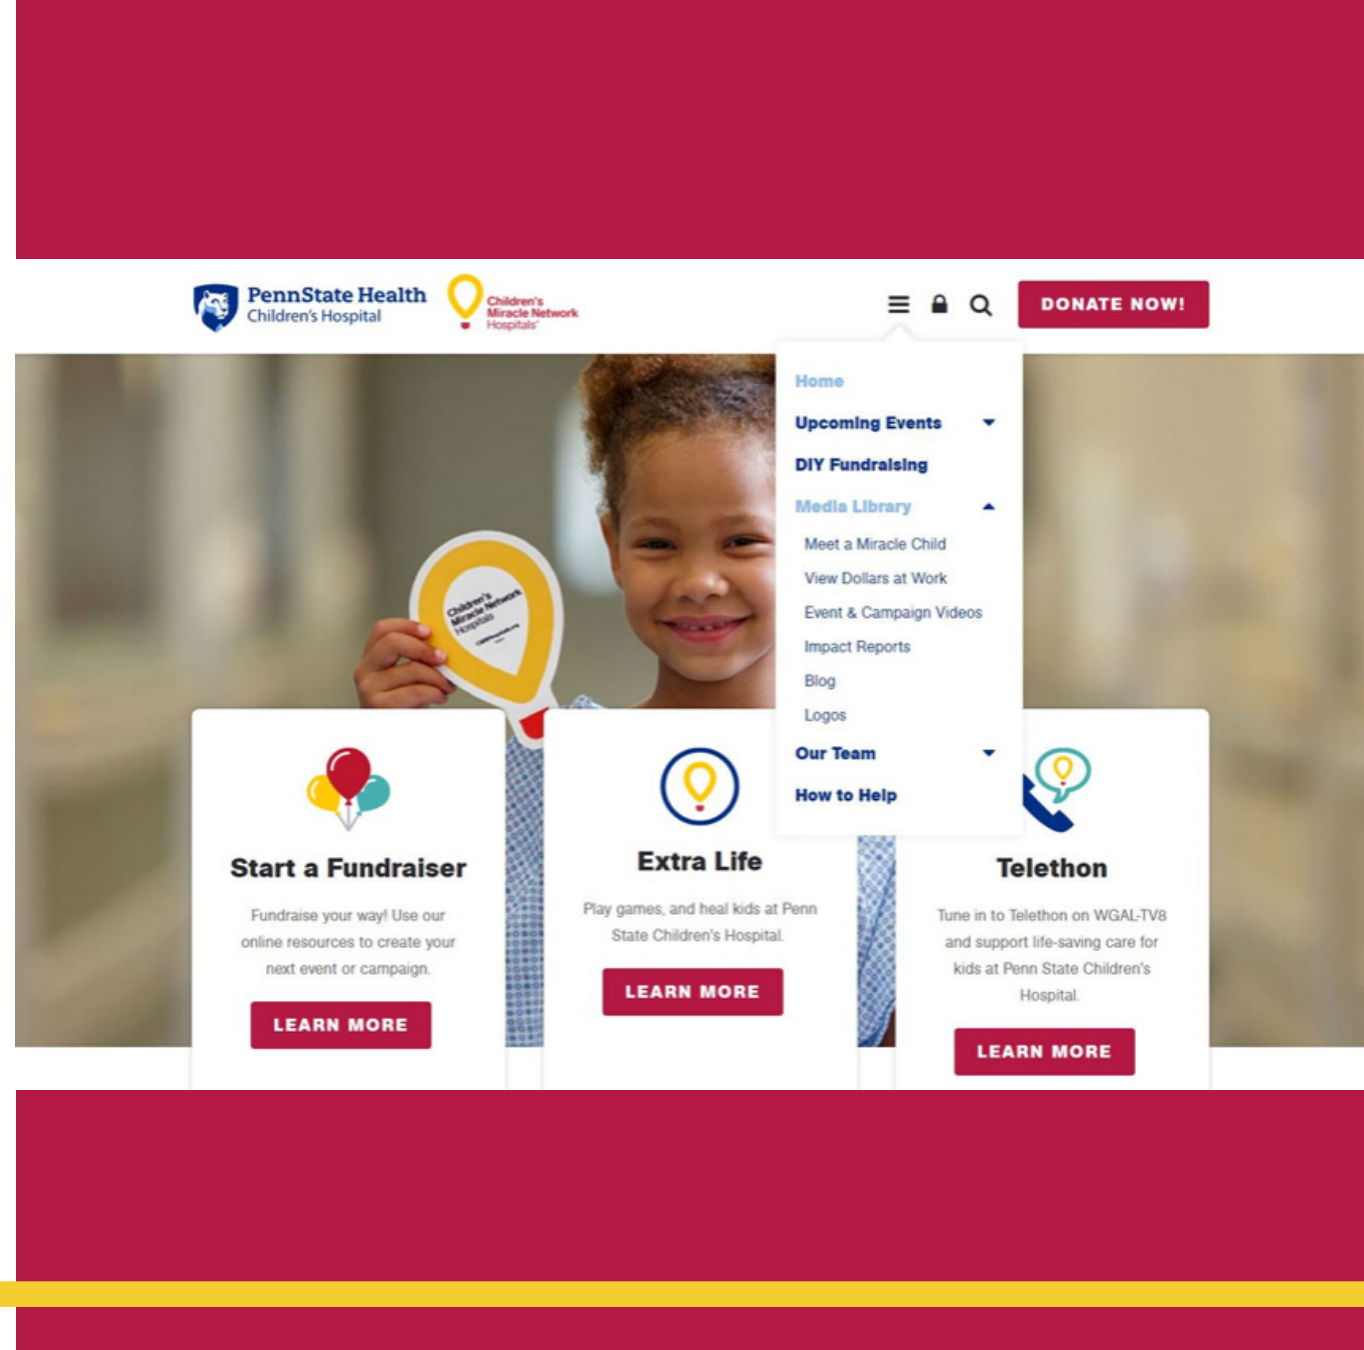 PennState Health
Children's Hospital
Children's
Miracle Network
Hospitals®
DONATE NOW!
Home
Upcoming Events
DIY Fundraising
Media Library
Meet a Miracle Child
View Dollars at Work
Event & Campaign Videos
Impact Reports
Blog
Logos
Our Team
How to Help
Children's
Miracle Network
Hospitals
Start a Fundraiser
Fundraise your way! Use our
online resources to create your
next event or campaign.
LEARN MORE
Extra Life
Play games, and heal kids at Penn
State Children's Hospital.
LEARN MORE
Telethon
Tune in to Telethon on WGAL-TV8
and support life-saving care for
kids at Penn State Children's
Hospital.
LEARN MORE